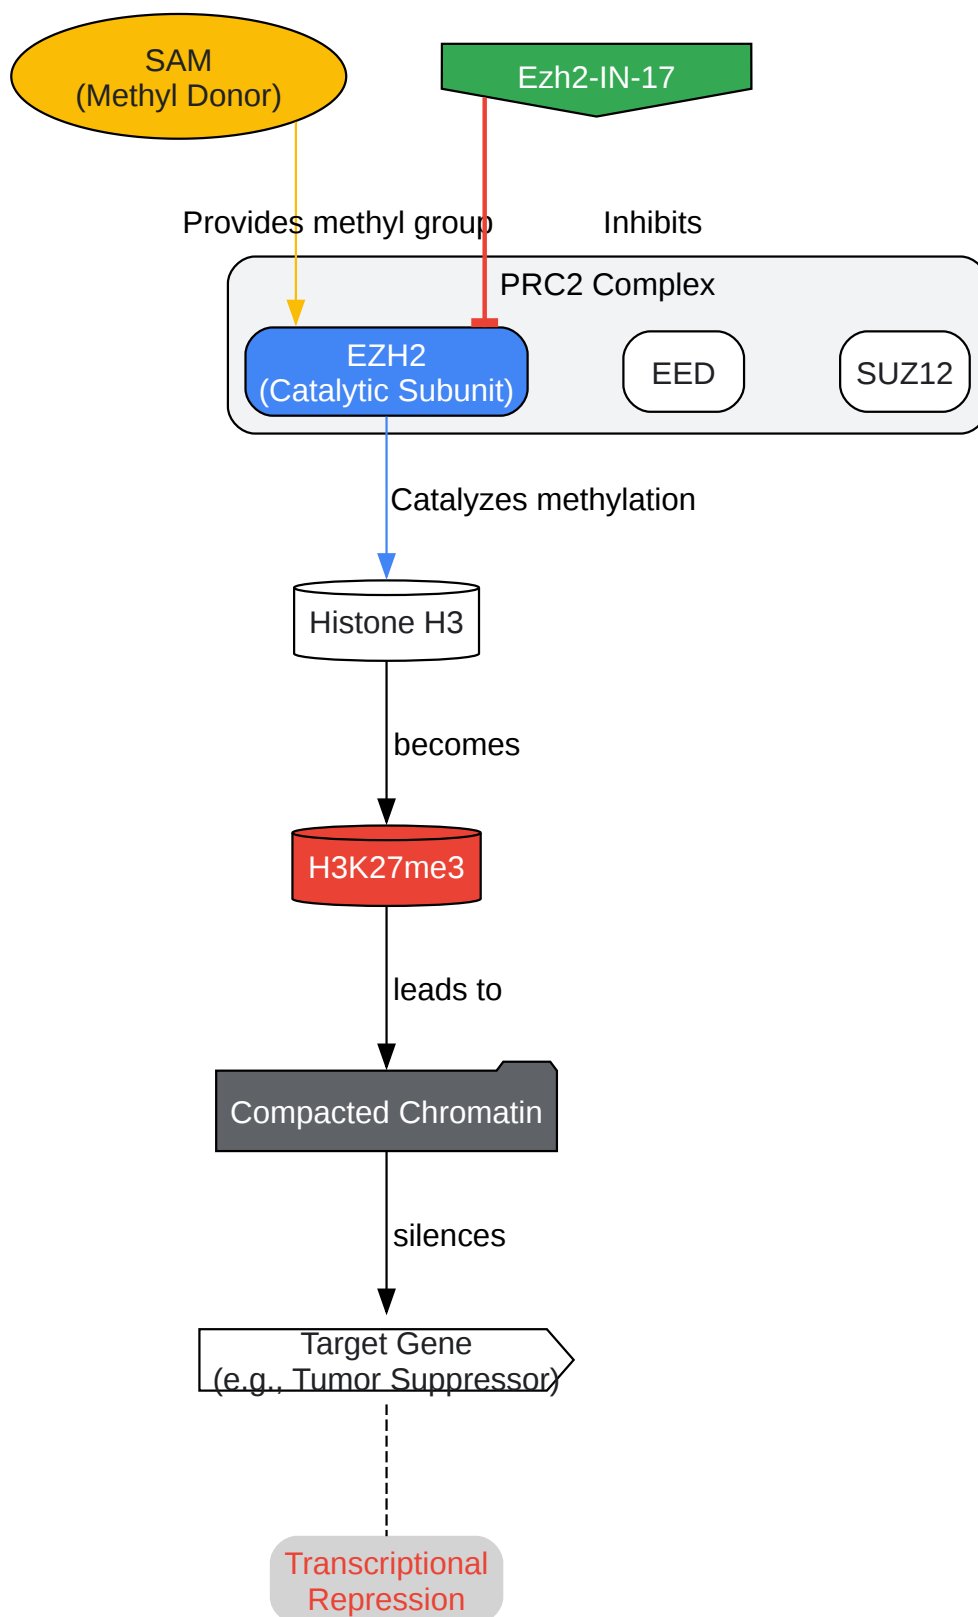 SAM
(Methyl Donor)
Ezh2-IN-17
Provides methyl group
Inhibits
PRC2 Complex
EZH2
(Catalytic Subunit)
EED
SUZ12
Catalyzes methylation
Histone H3
becomes
H3K27me3
leads to
Compacted Chromatin
silences
Target Gene
(e.g., Tumor Suppressor)
Transcriptional
Repression